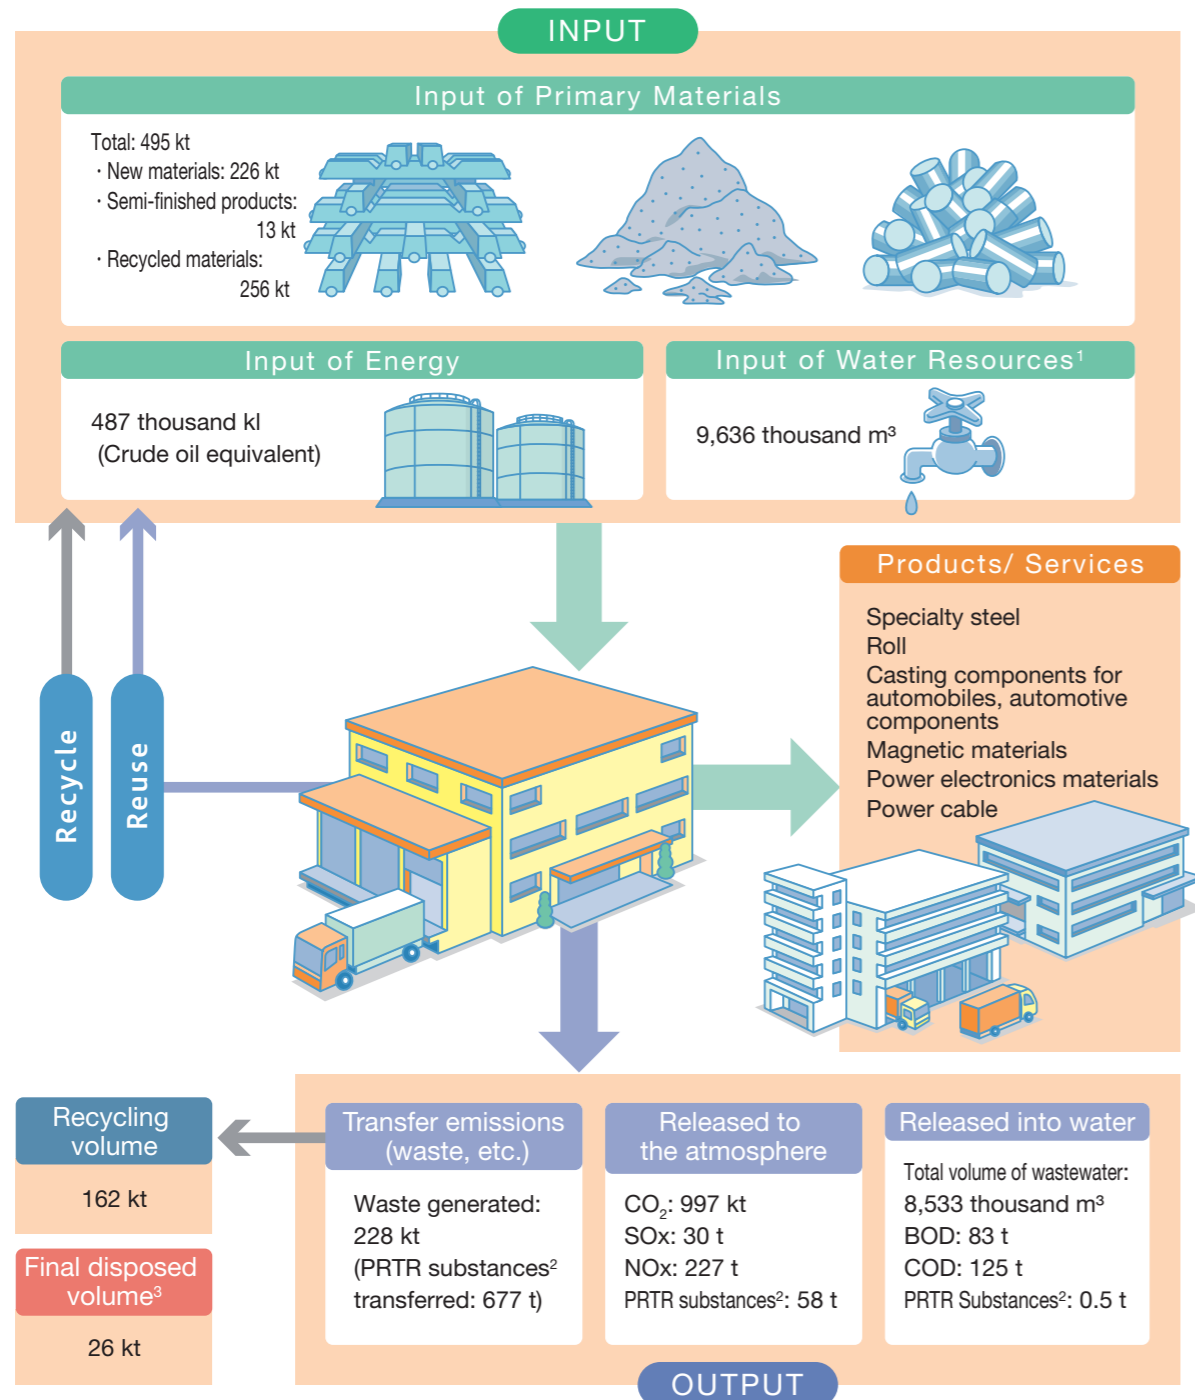 INPUT
Input of Primary Materials
Total: 495 kt
・New materials: 226 kt
・Semi-finished products:
13 kt
・Recycled materials:
256 kt
Input of Energy
487 thousand kl
(Crude oil equivalent)
Input of Water Resources¹
9,636 thousand m³
Recycle
Reuse
Products/ Services
Specialty steel
Roll
Casting components for
automobiles, automotive
components
Magnetic materials
Power electronics materials
Power cable
Recycling
volume
162 kt
Final disposed
volume³
26 kt
Transfer emissions
(waste, etc.)
Waste generated:
228 kt
(PRTR substances²
transferred: 677 t)
Released to
the atmosphere
CO₂: 997 kt
SOx: 30 t
NOx: 227 t
PRTR substances²: 58 t
Released into water
Total volume of wastewater:
8,533 thousand m³
BOD: 83 t
COD: 125 t
PRTR Substances²: 0.5 t
OUTPUT